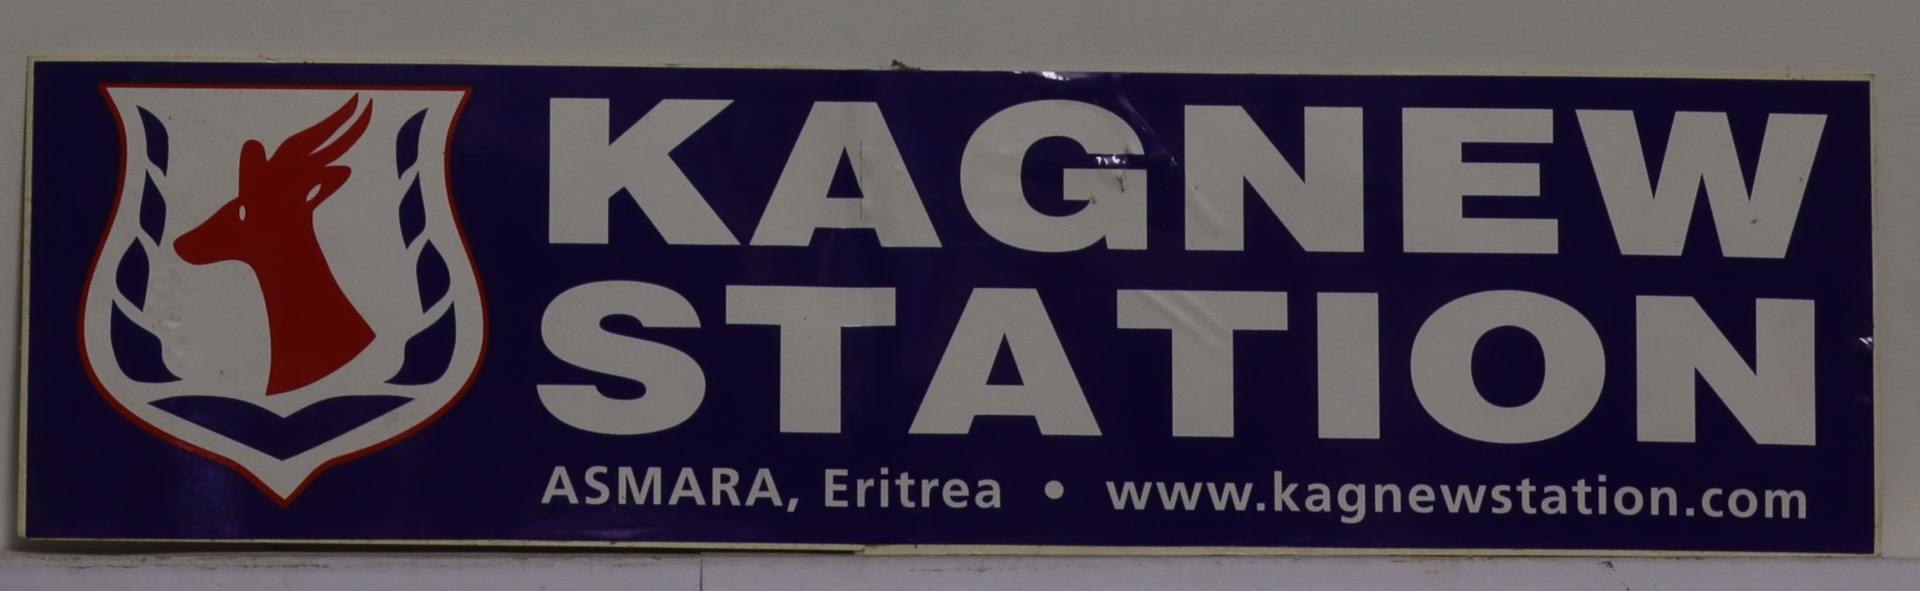 KAGNEW
STATION
ASMARA, Eritrea • www.kagnewstation.com